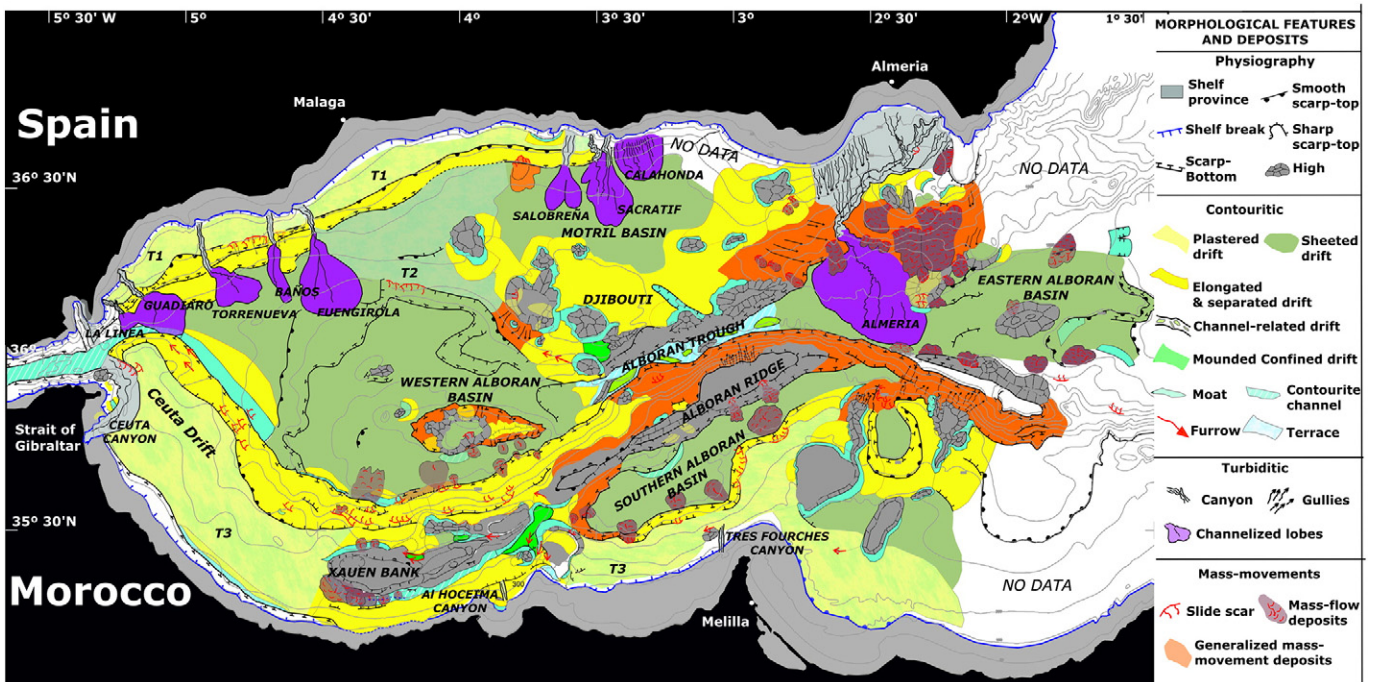 5° 30' W
5°
4° 30'
4°
3° 30'
3°
2° 30'
2°W
1° 30'
Almeria
Malaga
Spain
36° 30'N
NO DATA
NO DATA
T1
CALAHONDA
SALOBREÑA
SACRATIF
MOTRIL BASIN
T1
T2
GUADIARO
BAÑOS
TORRENUEVA
FUENGIROLA
DJIBOUTI
EASTERN ALBORAN
BASIN
LA LINEA
ALMERIA
36°
ALBORAN TROUGH
WESTERN ALBORAN
BASIN
ALBORAN RIDGE
Ceuta Drift
CEUTA
CANYON
Strait of
Gibraltar
SOUTHERN ALBORAN
BASIN
35° 30'N
T3
TRES FOURCHES
CANYON
T3
XAUEN BANK
Al HOCEIMA
CANYON
300
NO DATA
Morocco
Melilla
MORPHOLOGICAL FEATURES
AND DEPOSITS
Physiography
Shelf
province
Smooth
scarp-top
Shelf break
Sharp
scarp-top
Scarp-
Bottom
High
Contouritic
Plastered
drift
Sheeted
drift
Elongated
& separated drift
Channel-related drift
Mounded Confined drift
Moat
Contourite
channel
Furrow
Terrace
Turbiditic
Canyon
Gullies
Channelized lobes
Mass-movements
Slide scar
Mass-flow
deposits
Generalized mass-
movement deposits